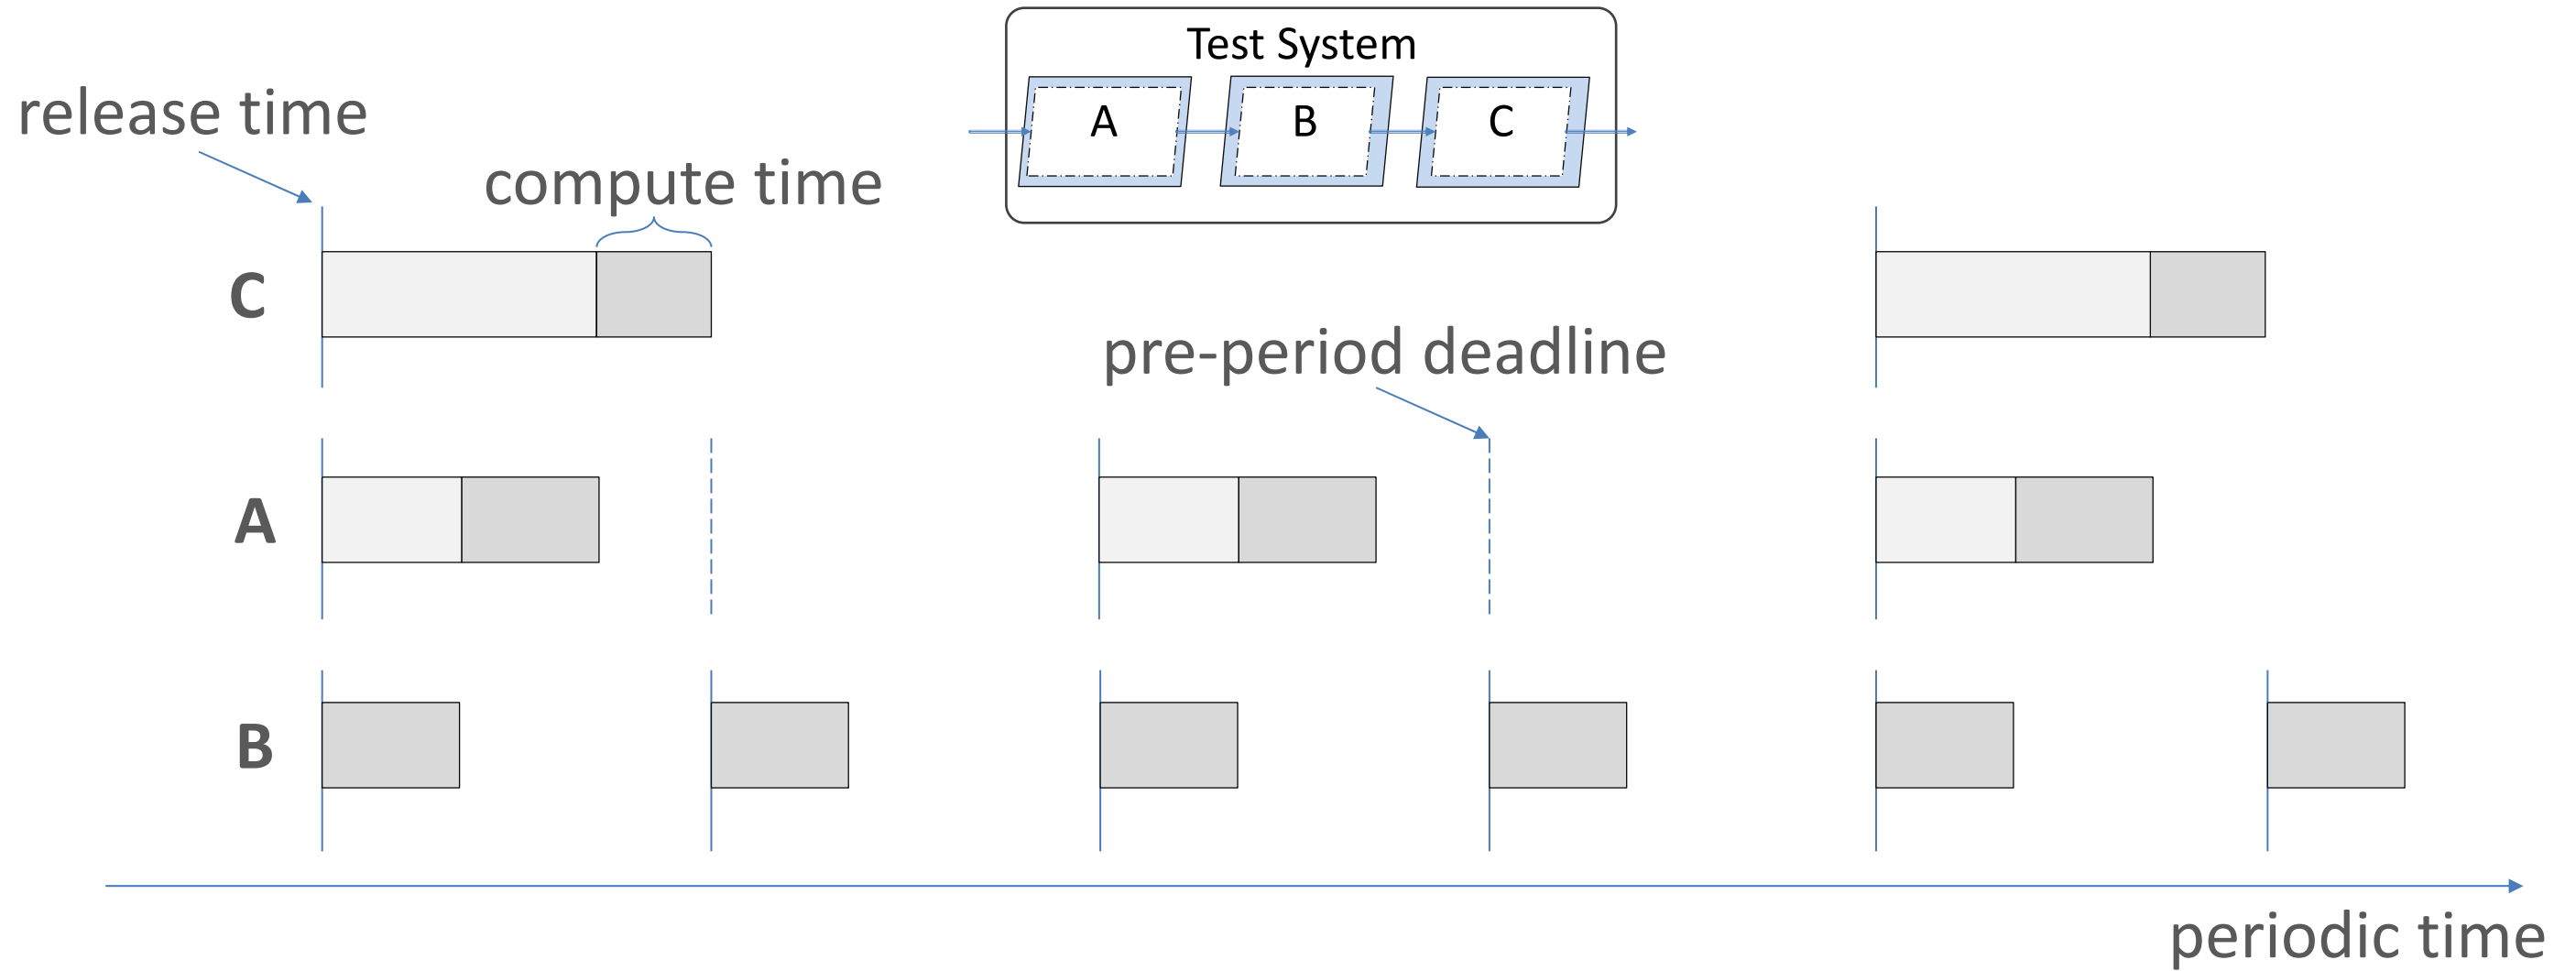 Test System
A
B
C
release time
compute time
C
pre-period deadline
A
B
periodic time